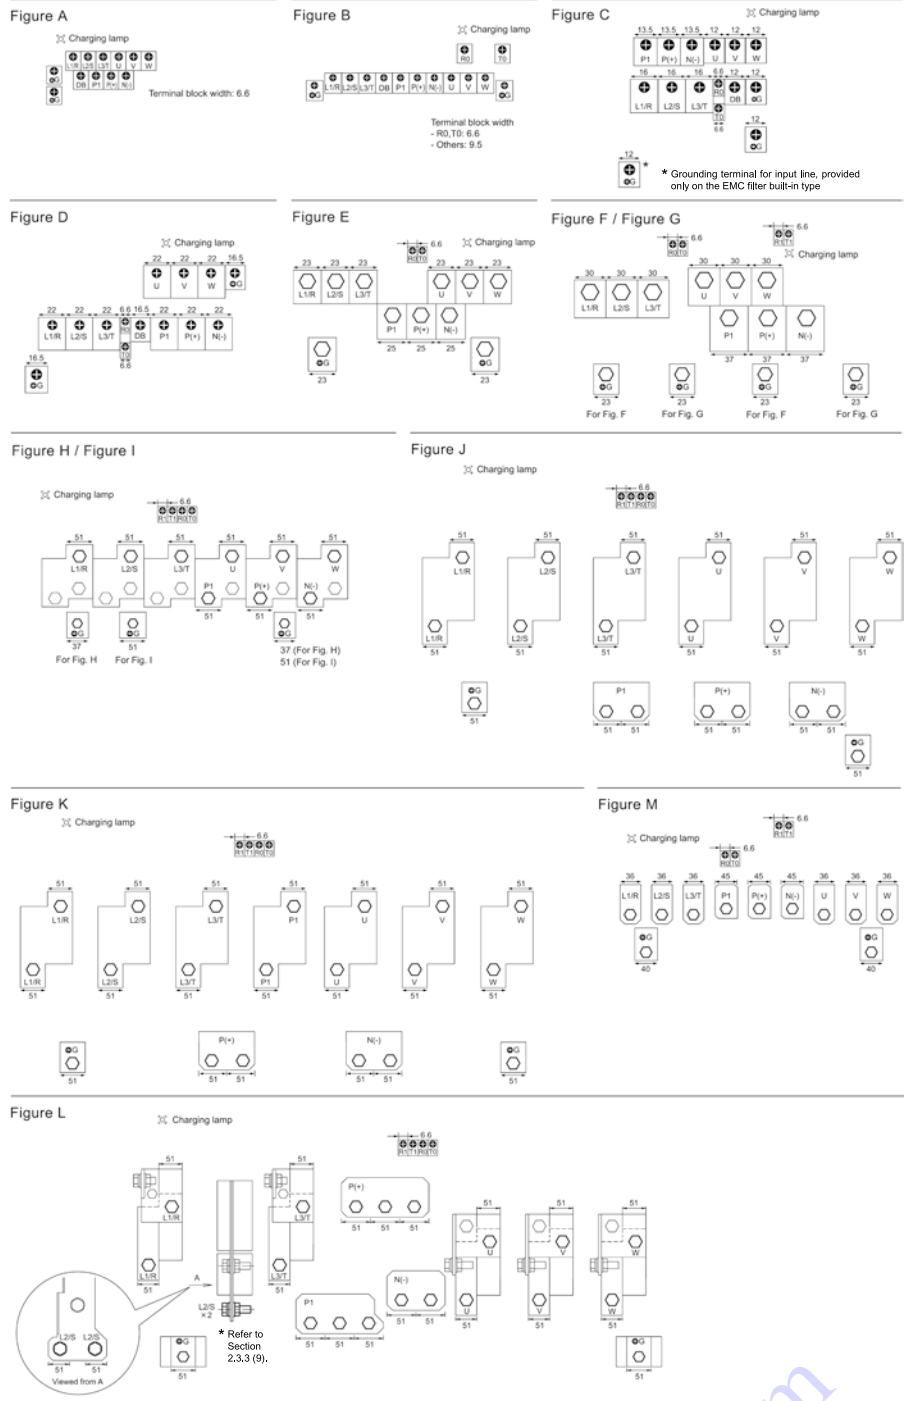 Figure A
Charging lamp
L1/R L2/S L3/T U V W
G DB P1 P(+) N(-)
G
Terminal block width: 6.6
Figure B
Charging lamp
R0 T0
G L1/R L2/S L3/T DB P1 P(+) N(-) U V W G
Terminal block width
- R0,T0: 6.6
- Others: 9.5
Figure C
Charging lamp
13.5 13.5 13.5 12 12 12
P1 P(+) N(-) U V W
16 16 16 6.6 12 12
L1/R L2/S L3/T R0 DB G
T0
6.6
12
G
12
*
G
* Grounding terminal for input line, provided
only on the EMC filter built-in type
Figure D
Charging lamp
22 22 22 16.5
U V W G
22 22 22 6.6 16.5 22 22 22
L1/R L2/S L3/T R0 DB P1 P(+) N(-)
T0
6.6
16.5
G
Figure E
Charging lamp
6.6
R0 T0
23 23 23 23 23 23
L1/R L2/S L3/T U V W
P1 P(+) N(-)
25 25 25
G G
23 23
Figure F / Figure G
6.6
R1 T1
6.6
R0 T0
Charging lamp
30 30 30 30 30 30
L1/R L2/S L3/T U V W
P1 P(+) N(-)
37 37 37
G G G G
23 23 23 23
For Fig. F For Fig. G For Fig. F For Fig. G
Figure H / Figure I
Charging lamp
6.6
R1 T1 R0 T0
51 51 51 51 51 51
L1/R L2/S L3/T U V W
P1 P(+) N(-)
51 51 51
G G G
37 51 37 (For Fig. H)
For Fig. H For Fig. I 51 (For Fig. I)
Figure J
Charging lamp
6.6
R1 T1 R0 T0
51 51 51 51 51 51
L1/R L2/S L3/T U V W
L1/R L2/S L3/T U V W
51 51 51 51 51 51
G P1 P(+) N(-)
51 51 51 51 51 51 51
G
51
Figure K
Charging lamp
6.6
R1 T1 R0 T0
51 51 51 51 51 51 51
L1/R L2/S L3/T P1 U V W
L1/R L2/S L3/T P1 U V W
51 51 51 51 51 51 51
G P(+) N(-) G
51 51 51 51 51 51
Figure M
6.6
R1 T1
Charging lamp
6.6
R0 T0
36 36 36 45 45 45 36 36 36
L1/R L2/S L3/T P1 P(+) N(-) U V W
G G
40 40
Figure L
Charging lamp
6.6
R1 T1 R0 T0
51 51
L1/R L3/T
L1/R L3/T
51 51
P(+)
51 51 51
51 51 51
U V W
U V W
51 51 51
N(-)
51 51
P1
51 51 51
A
L2/S
×2
* Refer to
Section
2.3.3 (9).
L2/S L2/S
51 51
Viewed from A
G G
51 51